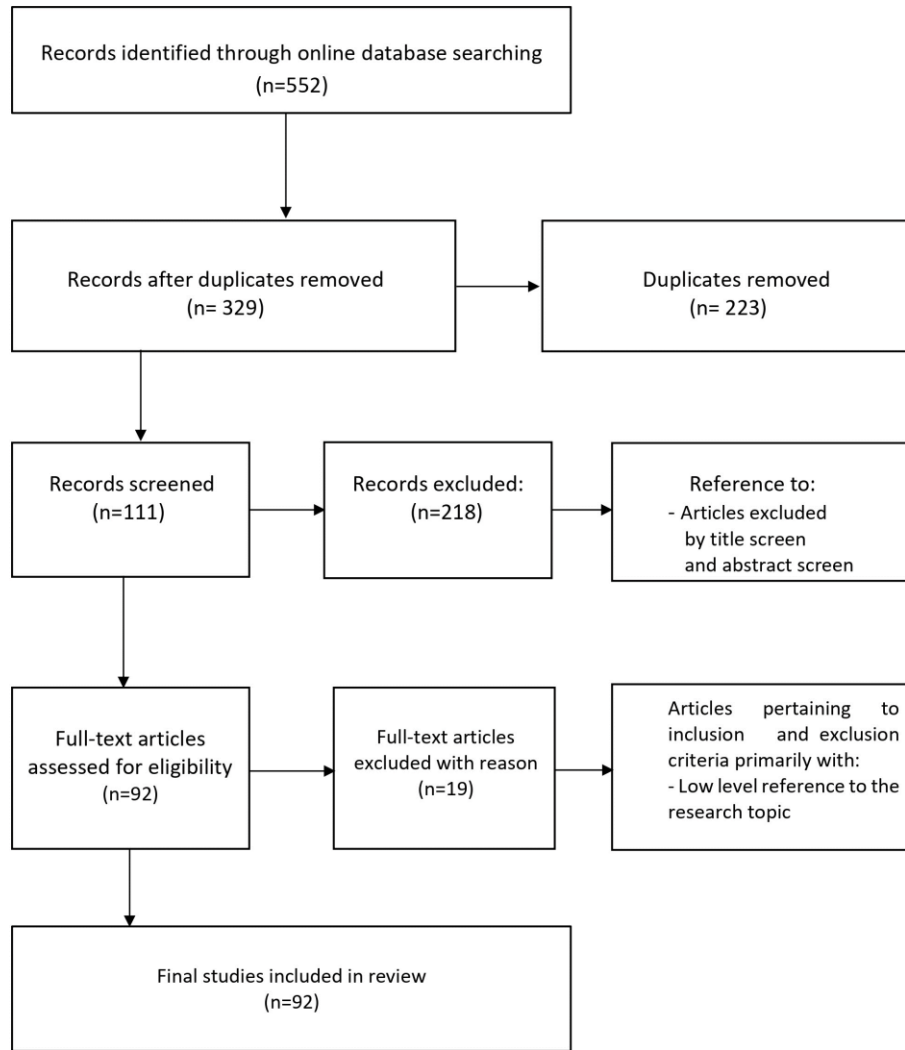 Records identified through online database searching
(n=552)
Records after duplicates removed
(n= 329)
Duplicates removed
(n= 223)
Records screened
(n=111)
Records excluded:
(n=218)
Reference to:
- Articles excluded
by title screen
and abstract screen
Full-text articles
assessed for eligibility
(n=92)
Full-text articles
excluded with reason
(n=19)
Articles pertaining to
inclusion and exclusion
criteria primarily with:
- Low level reference to the
research topic
Final studies included in review
(n=92)